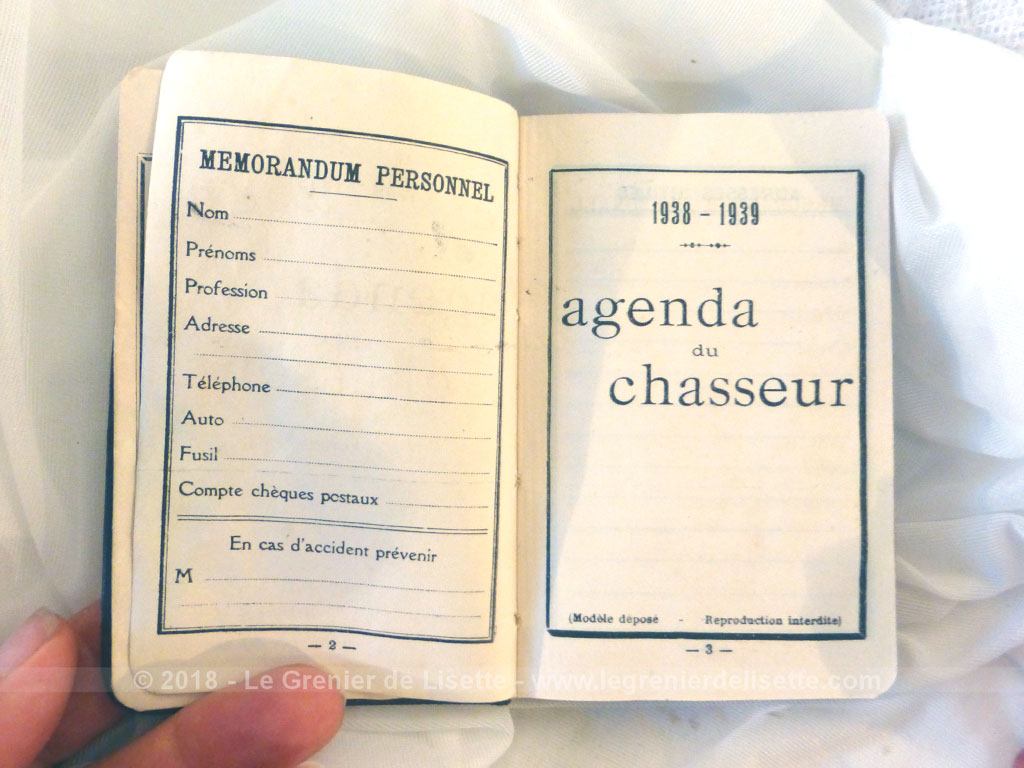 MEMORANDUM PERSONNEL
Nom
Prénoms
Profession
Adresse
Téléphone
Auto
Fusil
Compte chèques postaux
En cas d'accident prévenir
M
— 2 —
1938 - 1939
agenda
du
chasseur
(Modèle déposé - Reproduction interdite)
— 3 —
© 2018 - Le Grenier de Lisette - www.legrenierdelisette.com